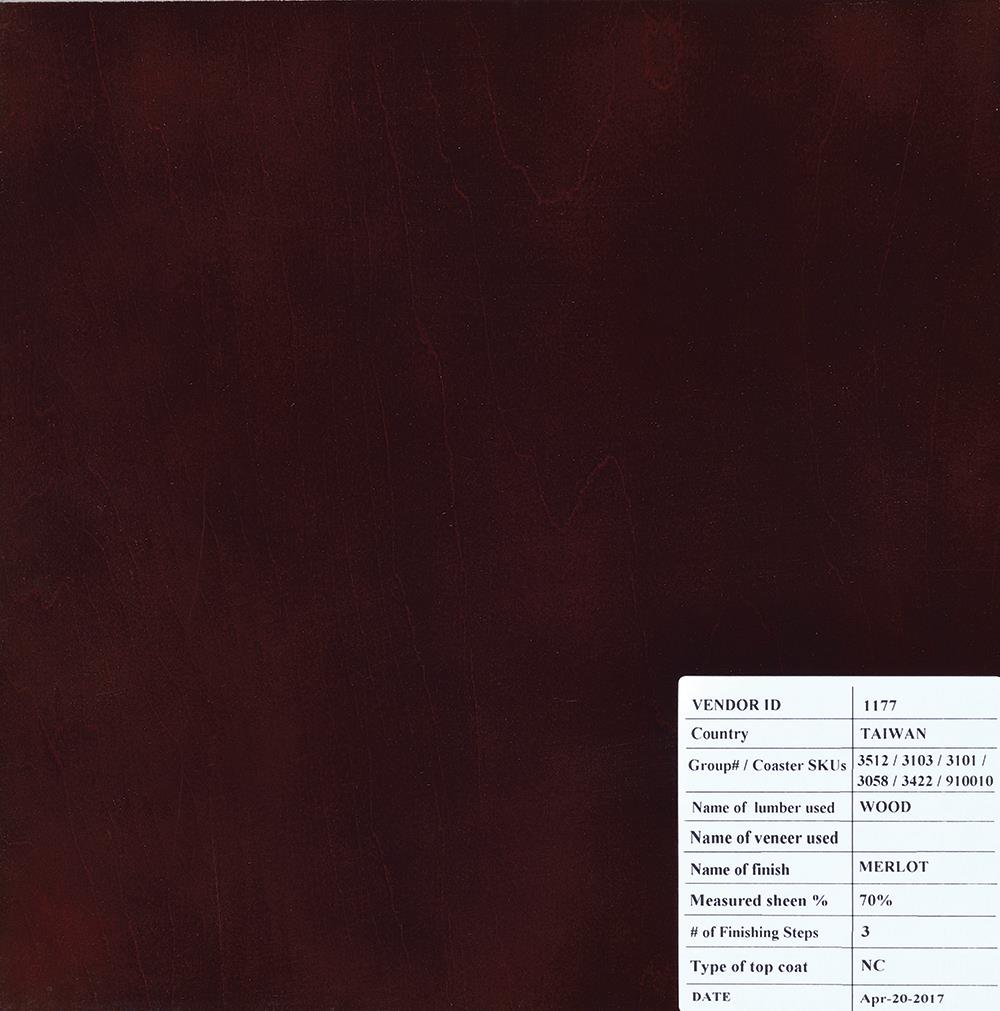 VENDOR ID 1177
Country TAIWAN
Group# / Coaster SKUs 3512 / 3103 / 3101 /
3058 / 3422 / 910010
Name of lumber used WOOD
Name of veneer used
Name of finish MERLOT
Measured sheen % 70%
# of Finishing Steps 3
Type of top coat NC
DATE Apr-20-2017